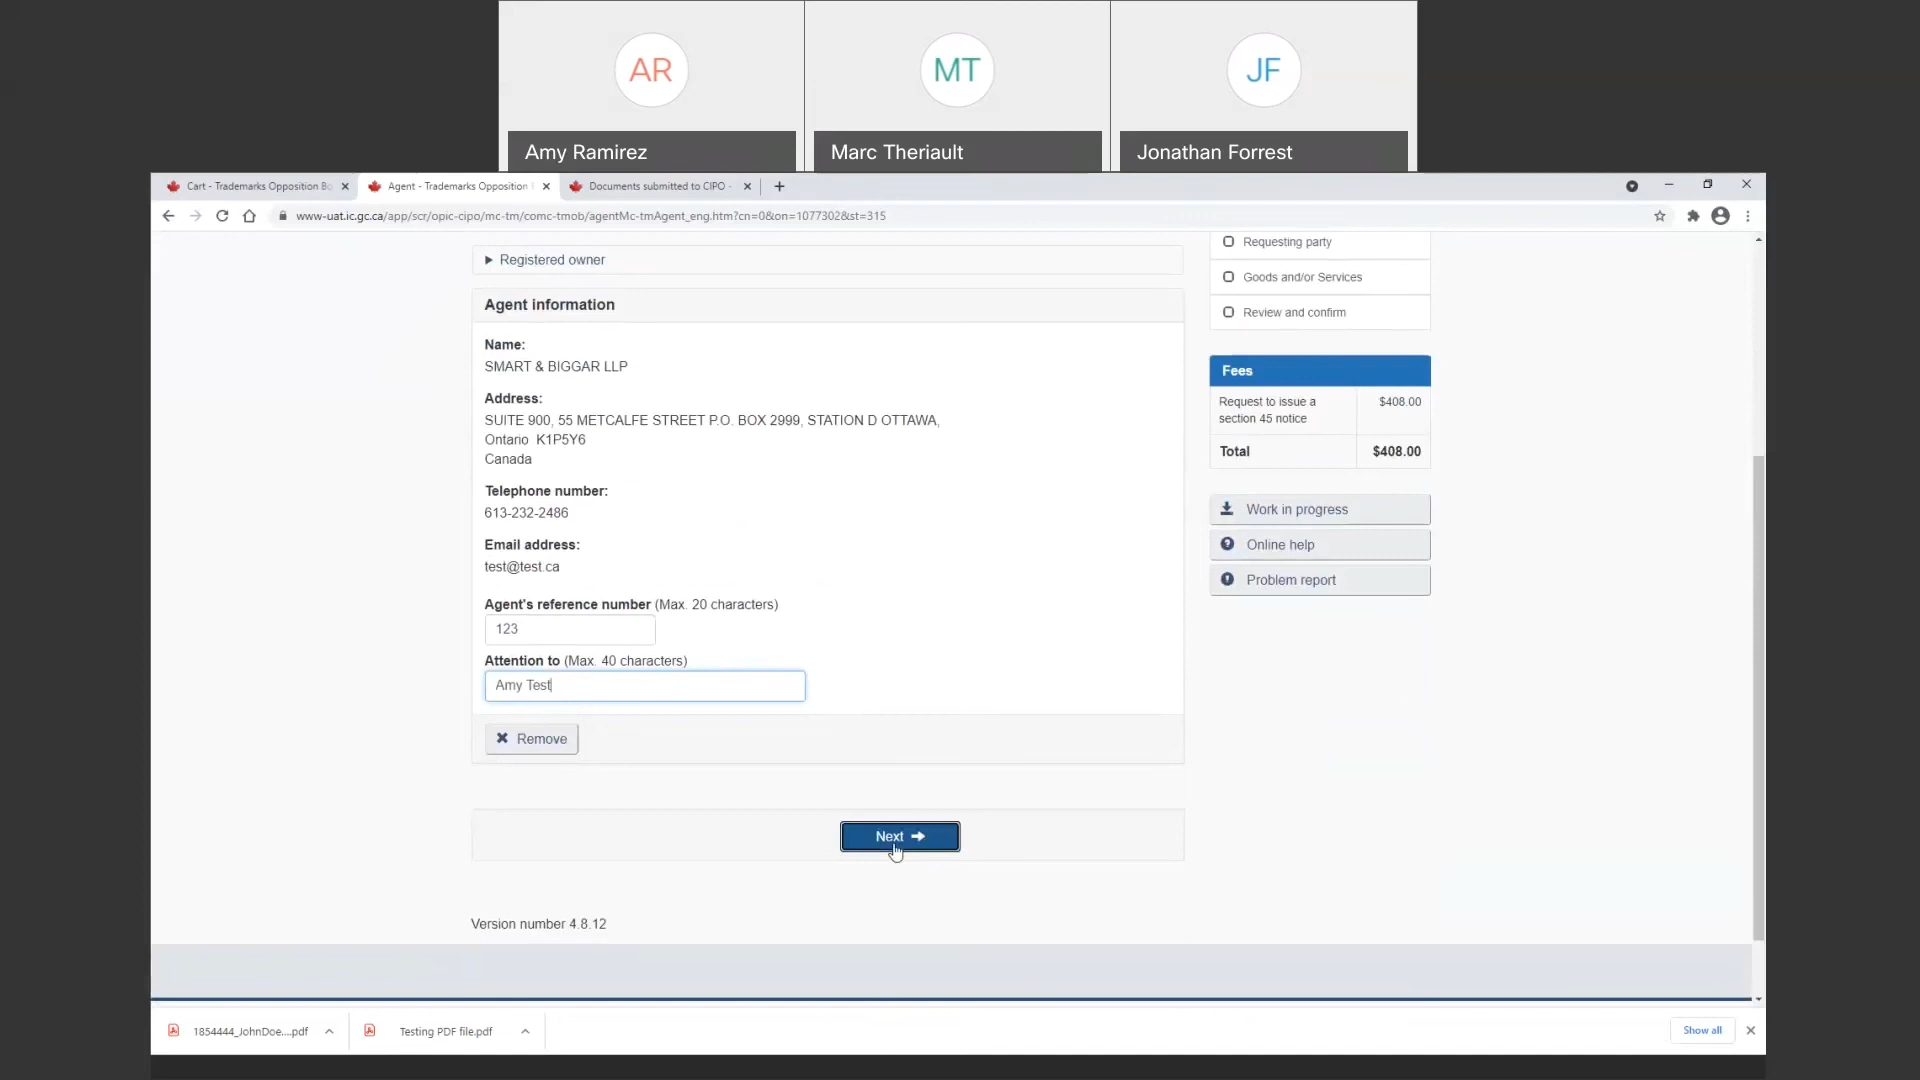 AR
MT
JF
Amy Ramirez
Marc Theriault
Jonathan Forrest
Cart - Trademarks Opposition Bo
Agent - Trademarks Opposition
Documents submitted to CIPO -
www-uat.ic.gc.ca/app/scr/opic-cipo/mc-tm/comc-tmob/agentMc-tmAgent_eng.htm?cn=0&on=1077302&st=315
Registered owner
Agent information
Name:
SMART & BIGGAR LLP
Address:
SUITE 900, 55 METCALFE STREET P.O. BOX 2999, STATION D OTTAWA,
Ontario K1P5Y6
Canada
Telephone number:
613-232-2486
Email address:
test@test.ca
Agent's reference number (Max. 20 characters)
123
Attention to (Max. 40 characters)
Amy Test
Remove
Next
Version number 4.8.12
Requesting party
Goods and/or Services
Review and confirm
Fees
Request to issue a
section 45 notice
$408.00
Total
$408.00
Work in progress
Online help
Problem report
1854444_JohnDoe....pdf
Testing PDF file.pdf
Show all